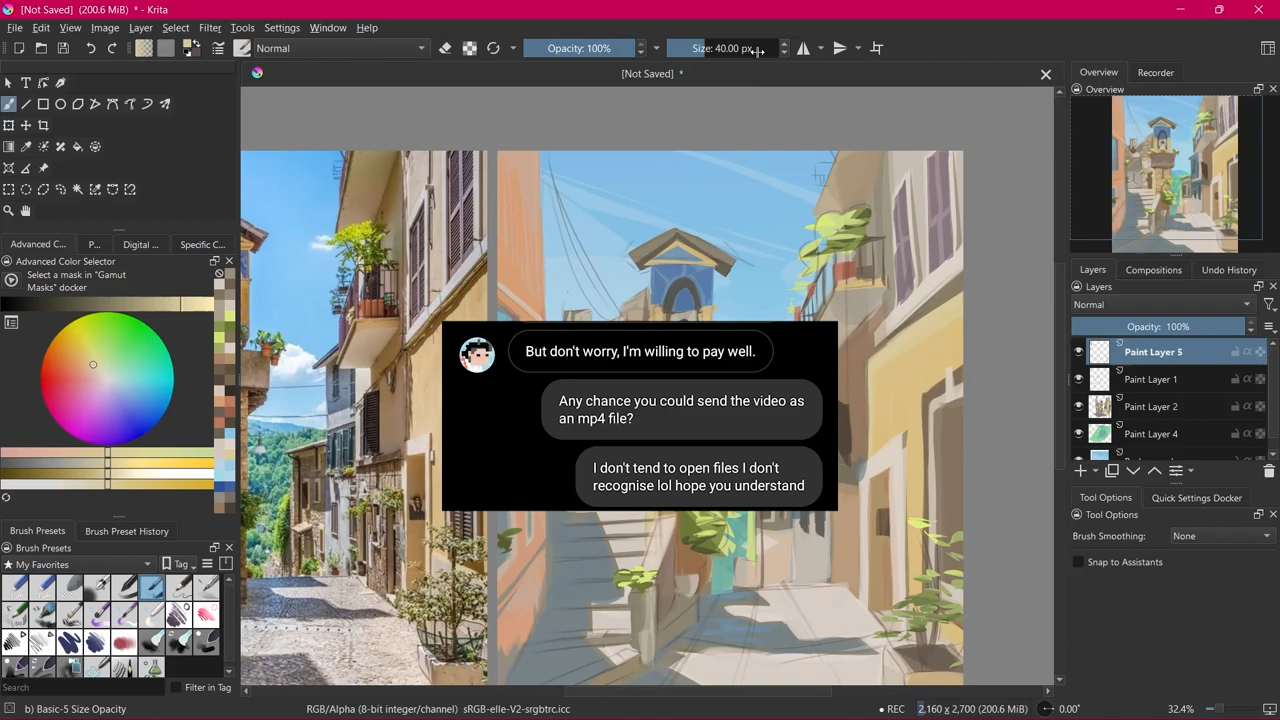 [Not Saved] (200.6 MiB) * - Krita
File Edit View Image Layer Select Filter Tools Settings Window Help
Normal
Opacity: 100%
Size: 40.00 px
[Not Saved] *
Overview Recorder
Overview
Advanced C... P... Digital ... Specific C...
Advanced Color Selector
Select a mask in "Gamut
Masks" docker
But don't worry, I'm willing to pay well.
Any chance you could send the video as
an mp4 file?
I don't tend to open files I don't
recognise lol hope you understand
Layers Compositions Undo History
Layers
Normal
Opacity: 100%
Paint Layer 5
Paint Layer 1
Paint Layer 2
Paint Layer 4
Tool Options Quick Settings Docker
Tool Options
Brush Smoothing: None
Snap to Assistants
Brush Presets Brush Preset History
Brush Presets
★ My Favorites Tag
Search Filter in Tag
b) Basic-5 Size Opacity
RGB/Alpha (8-bit integer/channel) sRGB-elle-V2-srgbtrc.icc
REC 2,160 x 2,700 (200.6 MiB) 0.00° 32.4%